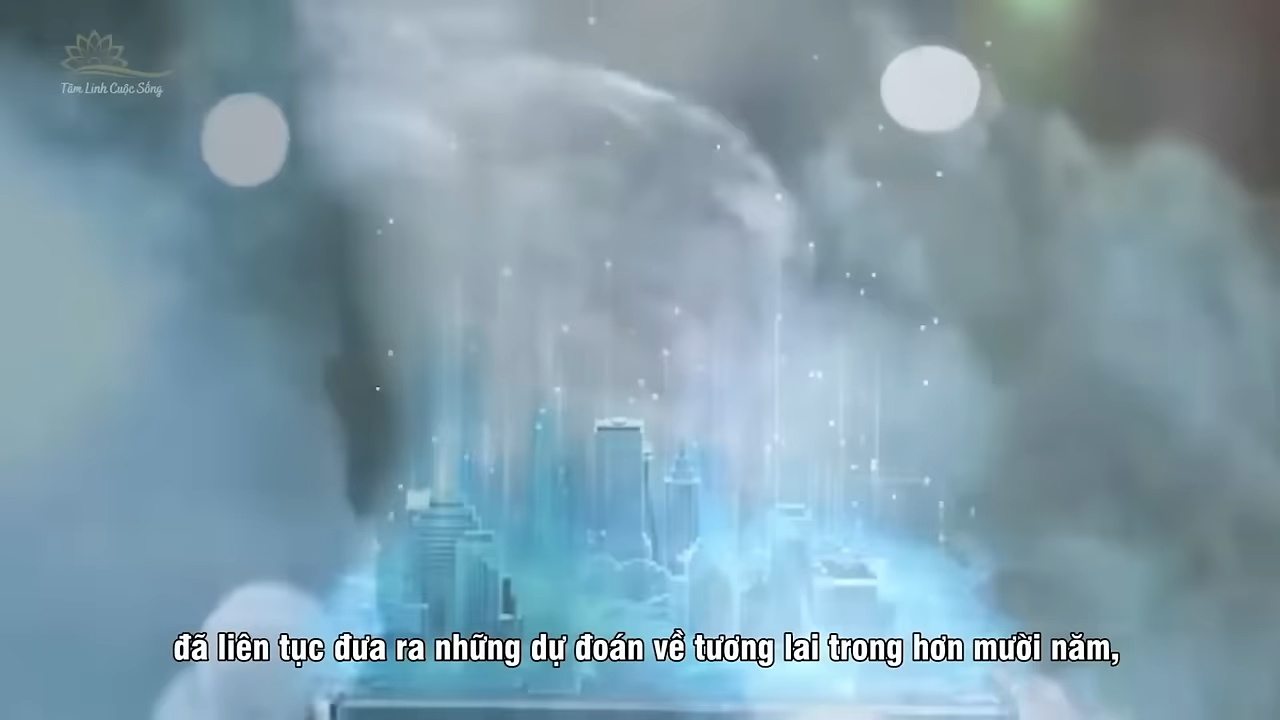 Tâm Linh Cuộc Sống
đã liên tục đưa ra những dự đoán về tương lai trong hơn mười năm,